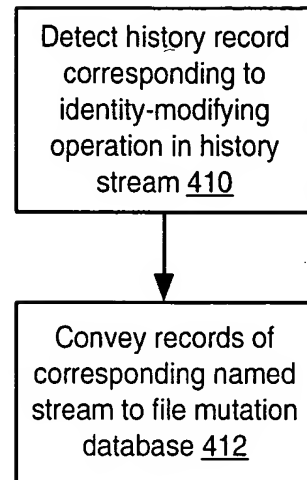 Detect history record
corresponding to
identity-modifying
operation in history
stream 410
Convey records of
corresponding named
stream to file mutation
database 412